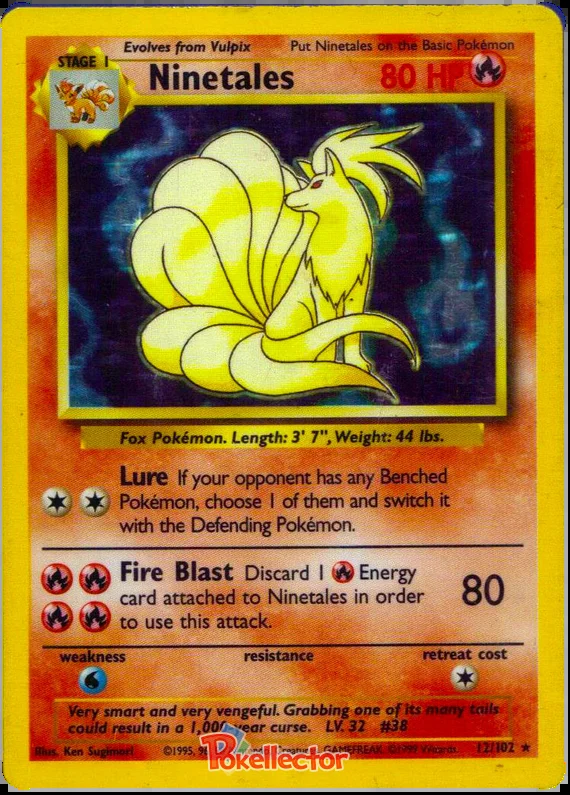 Evolves from Vulpix Put Ninetales on the Basic Pokémon
STAGE 1
Ninetales 80 HP
Fox Pokémon. Length: 3' 7", Weight: 44 lbs.
Lure If your opponent has any Benched
Pokémon, choose 1 of them and switch it
with the Defending Pokémon.
Fire Blast Discard 1 Energy
card attached to Ninetales in order
to use this attack.
80
weakness resistance retreat cost
Very smart and very vengeful. Grabbing one of its many tails
could result in a 1,000-year curse. LV. 32 #38
Illus. Ken Sugimori ©1995, 96, GAMEFREAK. ©1999 Wizards. 12/102 ★
Pokellector